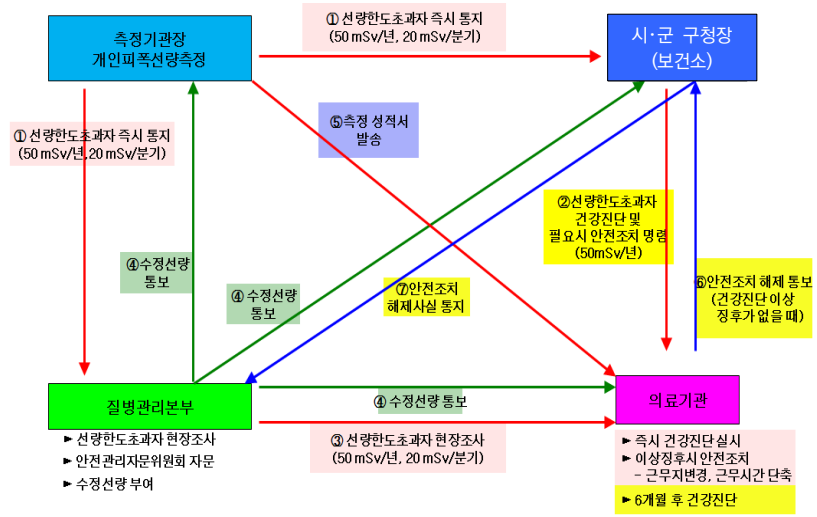 ① 선량한도초과자 즉시 통지
(50 mSv/년, 20 mSv/분기)
측정기관장
개인피폭선량측정
시·군 구청장
(보건소)
① 선량한도초과자 즉시 통지
(50 mSv/년,20 mSv/분기)
⑤측정 성적서
발송
②선량한도초과자
건강진단 및
필요시 안전조치 명렴
(50mSv/년)
④수정선량
통보
④ 수정선량
통보
⑦안전조치
해제사실 통지
⑥안전조치 해제 통보
(건강진단 이상
징후가 없을 때)
질병관리본부
④ 수정선량 통보
의료기관
► 선량한도초과자 현장조사
► 안전관리자문위원회 자문
► 수정선량 부여
③ 선량한도초과자 현장조사
(50 mSv/년, 20 mSv/분기)
► 즉시 건강진단 실시
► 이상징후시 안전조치
- 근무지변경, 근무시간 단축
► 6개월 후 건강진단